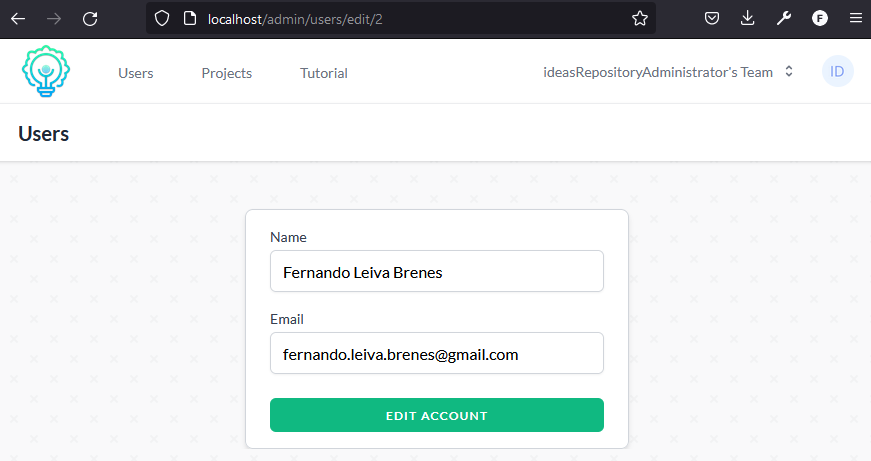 localhost/admin/users/edit/2
F
Users Projects Tutorial ideasRepositoryAdministrator's Team ID
Users
Name
Fernando Leiva Brenes
Email
fernando.leiva.brenes@gmail.com
EDIT ACCOUNT